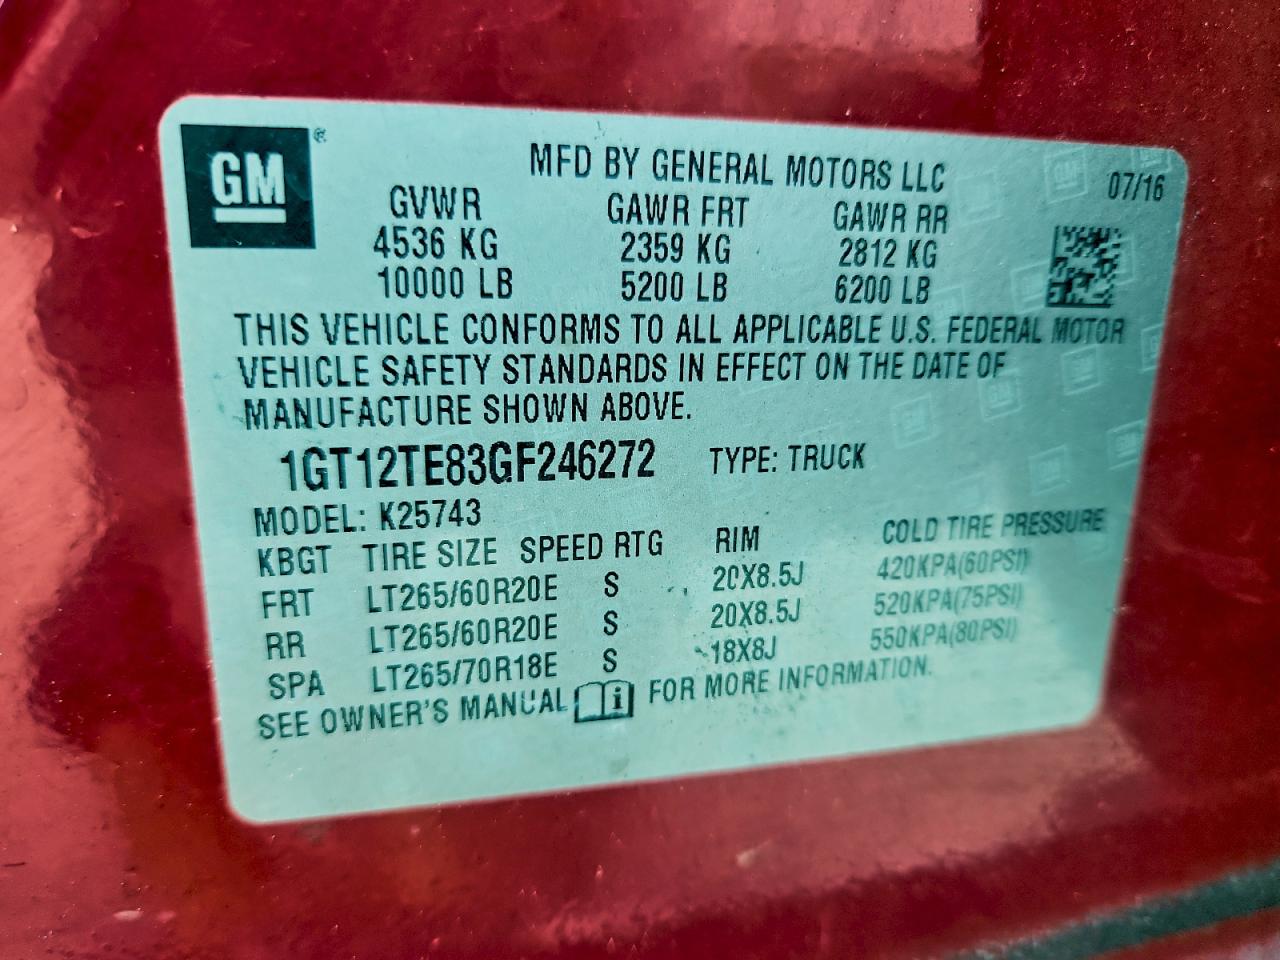 GM ®
MFD BY GENERAL MOTORS LLC
07/16
GVWR GAWR FRT GAWR RR
4536 KG 2359 KG 2812 KG
10000 LB 5200 LB 6200 LB
THIS VEHICLE CONFORMS TO ALL APPLICABLE U.S. FEDERAL MOTOR
VEHICLE SAFETY STANDARDS IN EFFECT ON THE DATE OF
MANUFACTURE SHOWN ABOVE.
1GT12TE83GF246272 TYPE: TRUCK
MODEL: K25743
KBGT TIRE SIZE SPEED RTG RIM COLD TIRE PRESSURE
FRT LT265/60R20E S 20X8.5J 420KPA(60PSI)
RR LT265/60R20E S 20X8.5J 520KPA(75PSI)
SPA LT265/70R18E S 18X8J 550KPA(80PSI)
SEE OWNER'S MANUAL i FOR MORE INFORMATION.